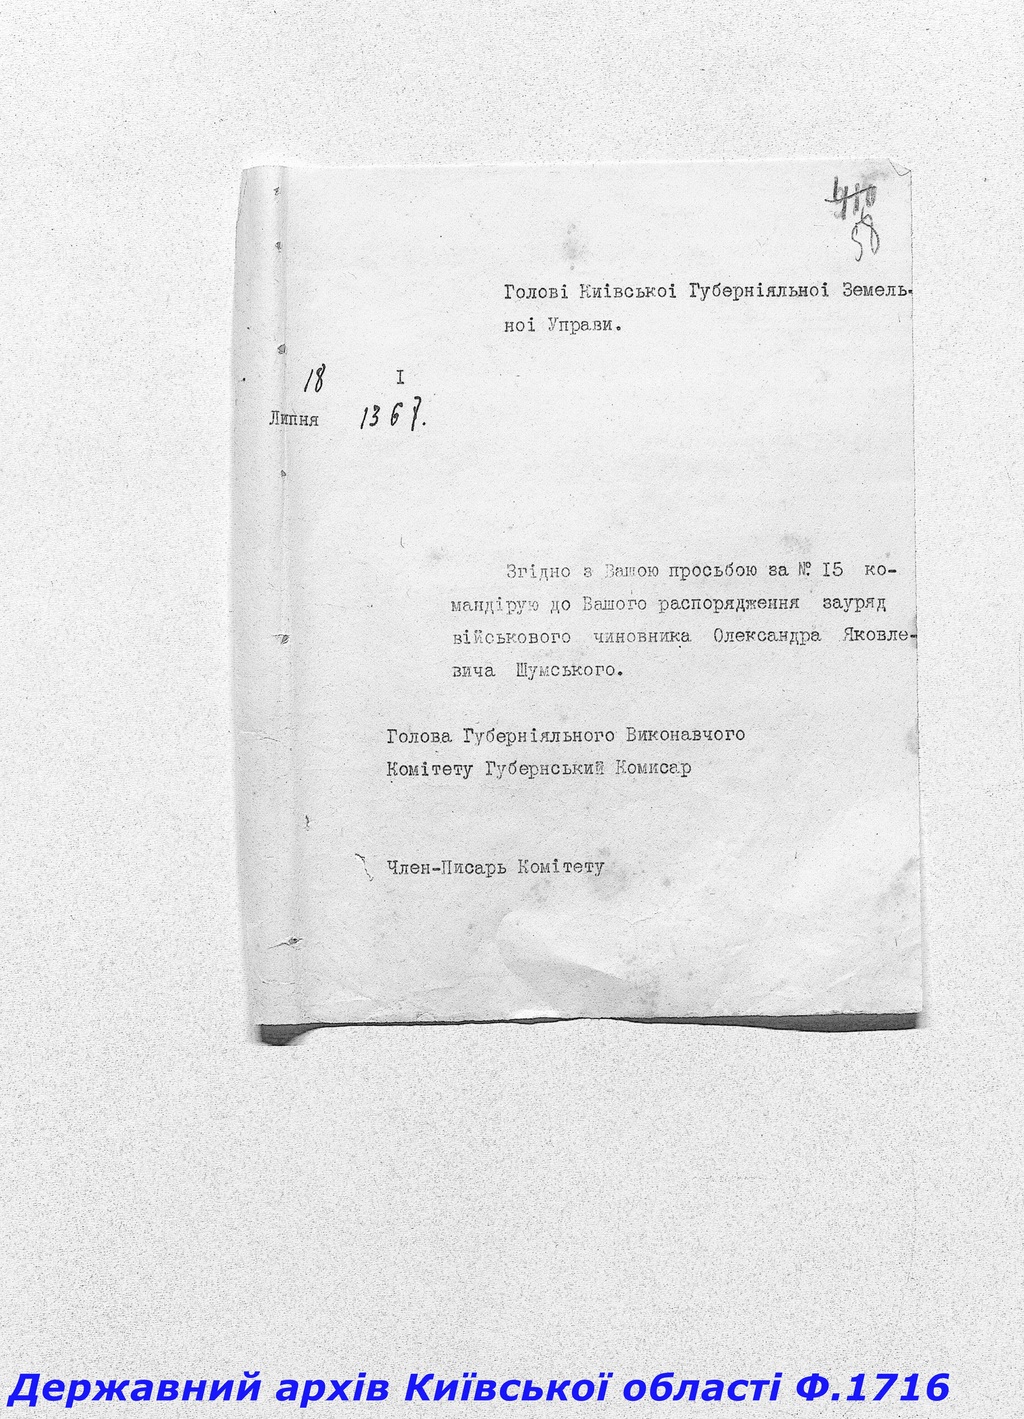 410
58
Голові Киівськоі Губерніяльноі Земель-
ноі Управи.
18 I
Липня 1367.
Згідно з Вашою просьбою за № 15 ко-
мандірую до Вашого распорядження зауряд
військового чиновника Олександра Яковле-
вича Шумського.
Голова Губерніяльного Виконавчого
Комітету Губернський Комисар
Член-Писарь Комітету
Державний архів Київської області Ф.1716